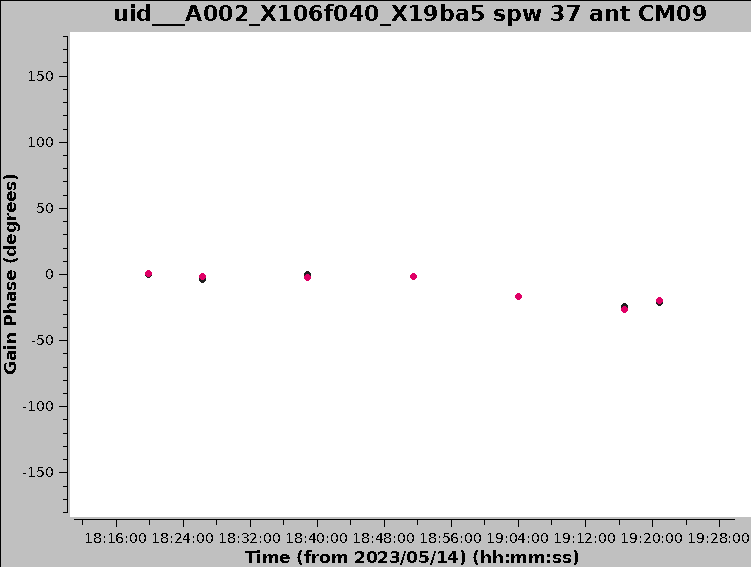 uid___A002_X106f040_X19ba5 spw 37 ant CM09
150
100
50
0
-50
-100
-150
Gain Phase (degrees)
18:16:00 18:24:00 18:32:00 18:40:00 18:48:00 18:56:00 19:04:00 19:12:00 19:20:00 19:28:00
Time (from 2023/05/14) (hh:mm:ss)